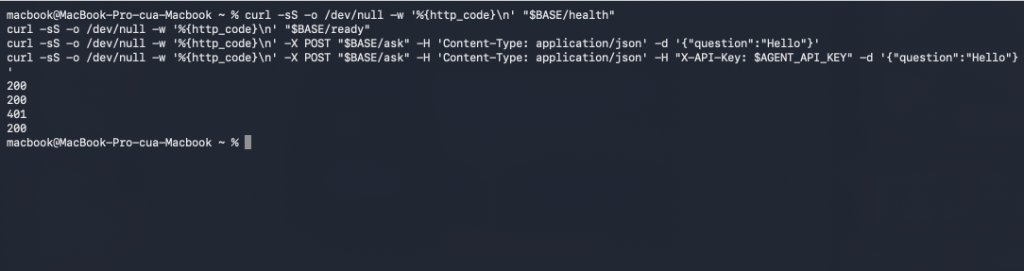 macbook@MacBook-Pro-cua-Macbook ~ % curl -sS -o /dev/null -w '%{http_code}\n' "$BASE/health"
curl -sS -o /dev/null -w '%{http_code}\n' "$BASE/ready"
curl -sS -o /dev/null -w '%{http_code}\n' -X POST "$BASE/ask" -H 'Content-Type: application/json' -d '{"question":"Hello"}'
curl -sS -o /dev/null -w '%{http_code}\n' -X POST "$BASE/ask" -H 'Content-Type: application/json' -H "X-API-Key: $AGENT_API_KEY" -d '{"question":"Hello"}
'
200
200
401
200
macbook@MacBook-Pro-cua-Macbook ~ %